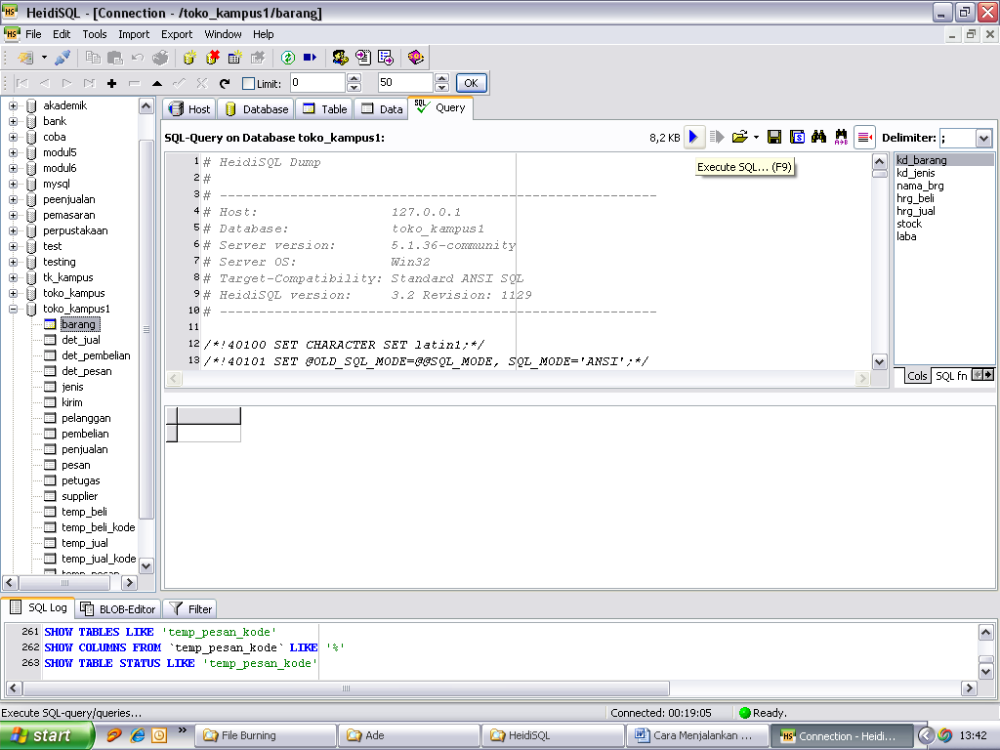 HeidiSQL - [Connection - /toko_kampus1/barang]
File Edit Tools Import Export Window Help
Limit: 0 50 OK
akademik
bank
coba
modul5
modul6
mysql
peenjualan
pemasaran
perpustakaan
test
testing
tk_kampus
toko_kampus
toko_kampus1
barang
det_jual
det_pembelian
det_pesan
jenis
kirim
pelanggan
pembelian
penjualan
pesan
petugas
supplier
temp_beli
temp_beli_kode
temp_jual
temp_jual_kode
temp_pesan
Host Database Table Data Query
SQL-Query on Database toko_kampus1: 8,2 KB Delimiter: ;
Execute SQL... (F9)
1 # HeidiSQL Dump
2 #
3 # --------------------------------------------------------
4 # Host: 127.0.0.1
5 # Database: toko_kampus1
6 # Server version: 5.1.36-community
7 # Server OS: Win32
8 # Target-Compatibility: Standard ANSI SQL
9 # HeidiSQL version: 3.2 Revision: 1129
10 # --------------------------------------------------------
11
12 /*!40100 SET CHARACTER SET latin1;*/
13 /*!40101 SET @OLD_SQL_MODE=@@SQL_MODE, SQL_MODE='ANSI';*/
kd_barang
kd_jenis
nama_brg
hrg_beli
hrg_jual
stock
laba
Cols SQL fn
SQL Log BLOB-Editor Filter
261 SHOW TABLES LIKE 'temp_pesan_kode'
262 SHOW COLUMNS FROM `temp_pesan_kode` LIKE '%'
263 SHOW TABLE STATUS LIKE 'temp_pesan_kode'
Execute SQL-query/queries... Connected: 00:19:05 Ready.
start File Burning Ade HeidiSQL Cara Menjalankan ... Connection - Heidi... 13:42